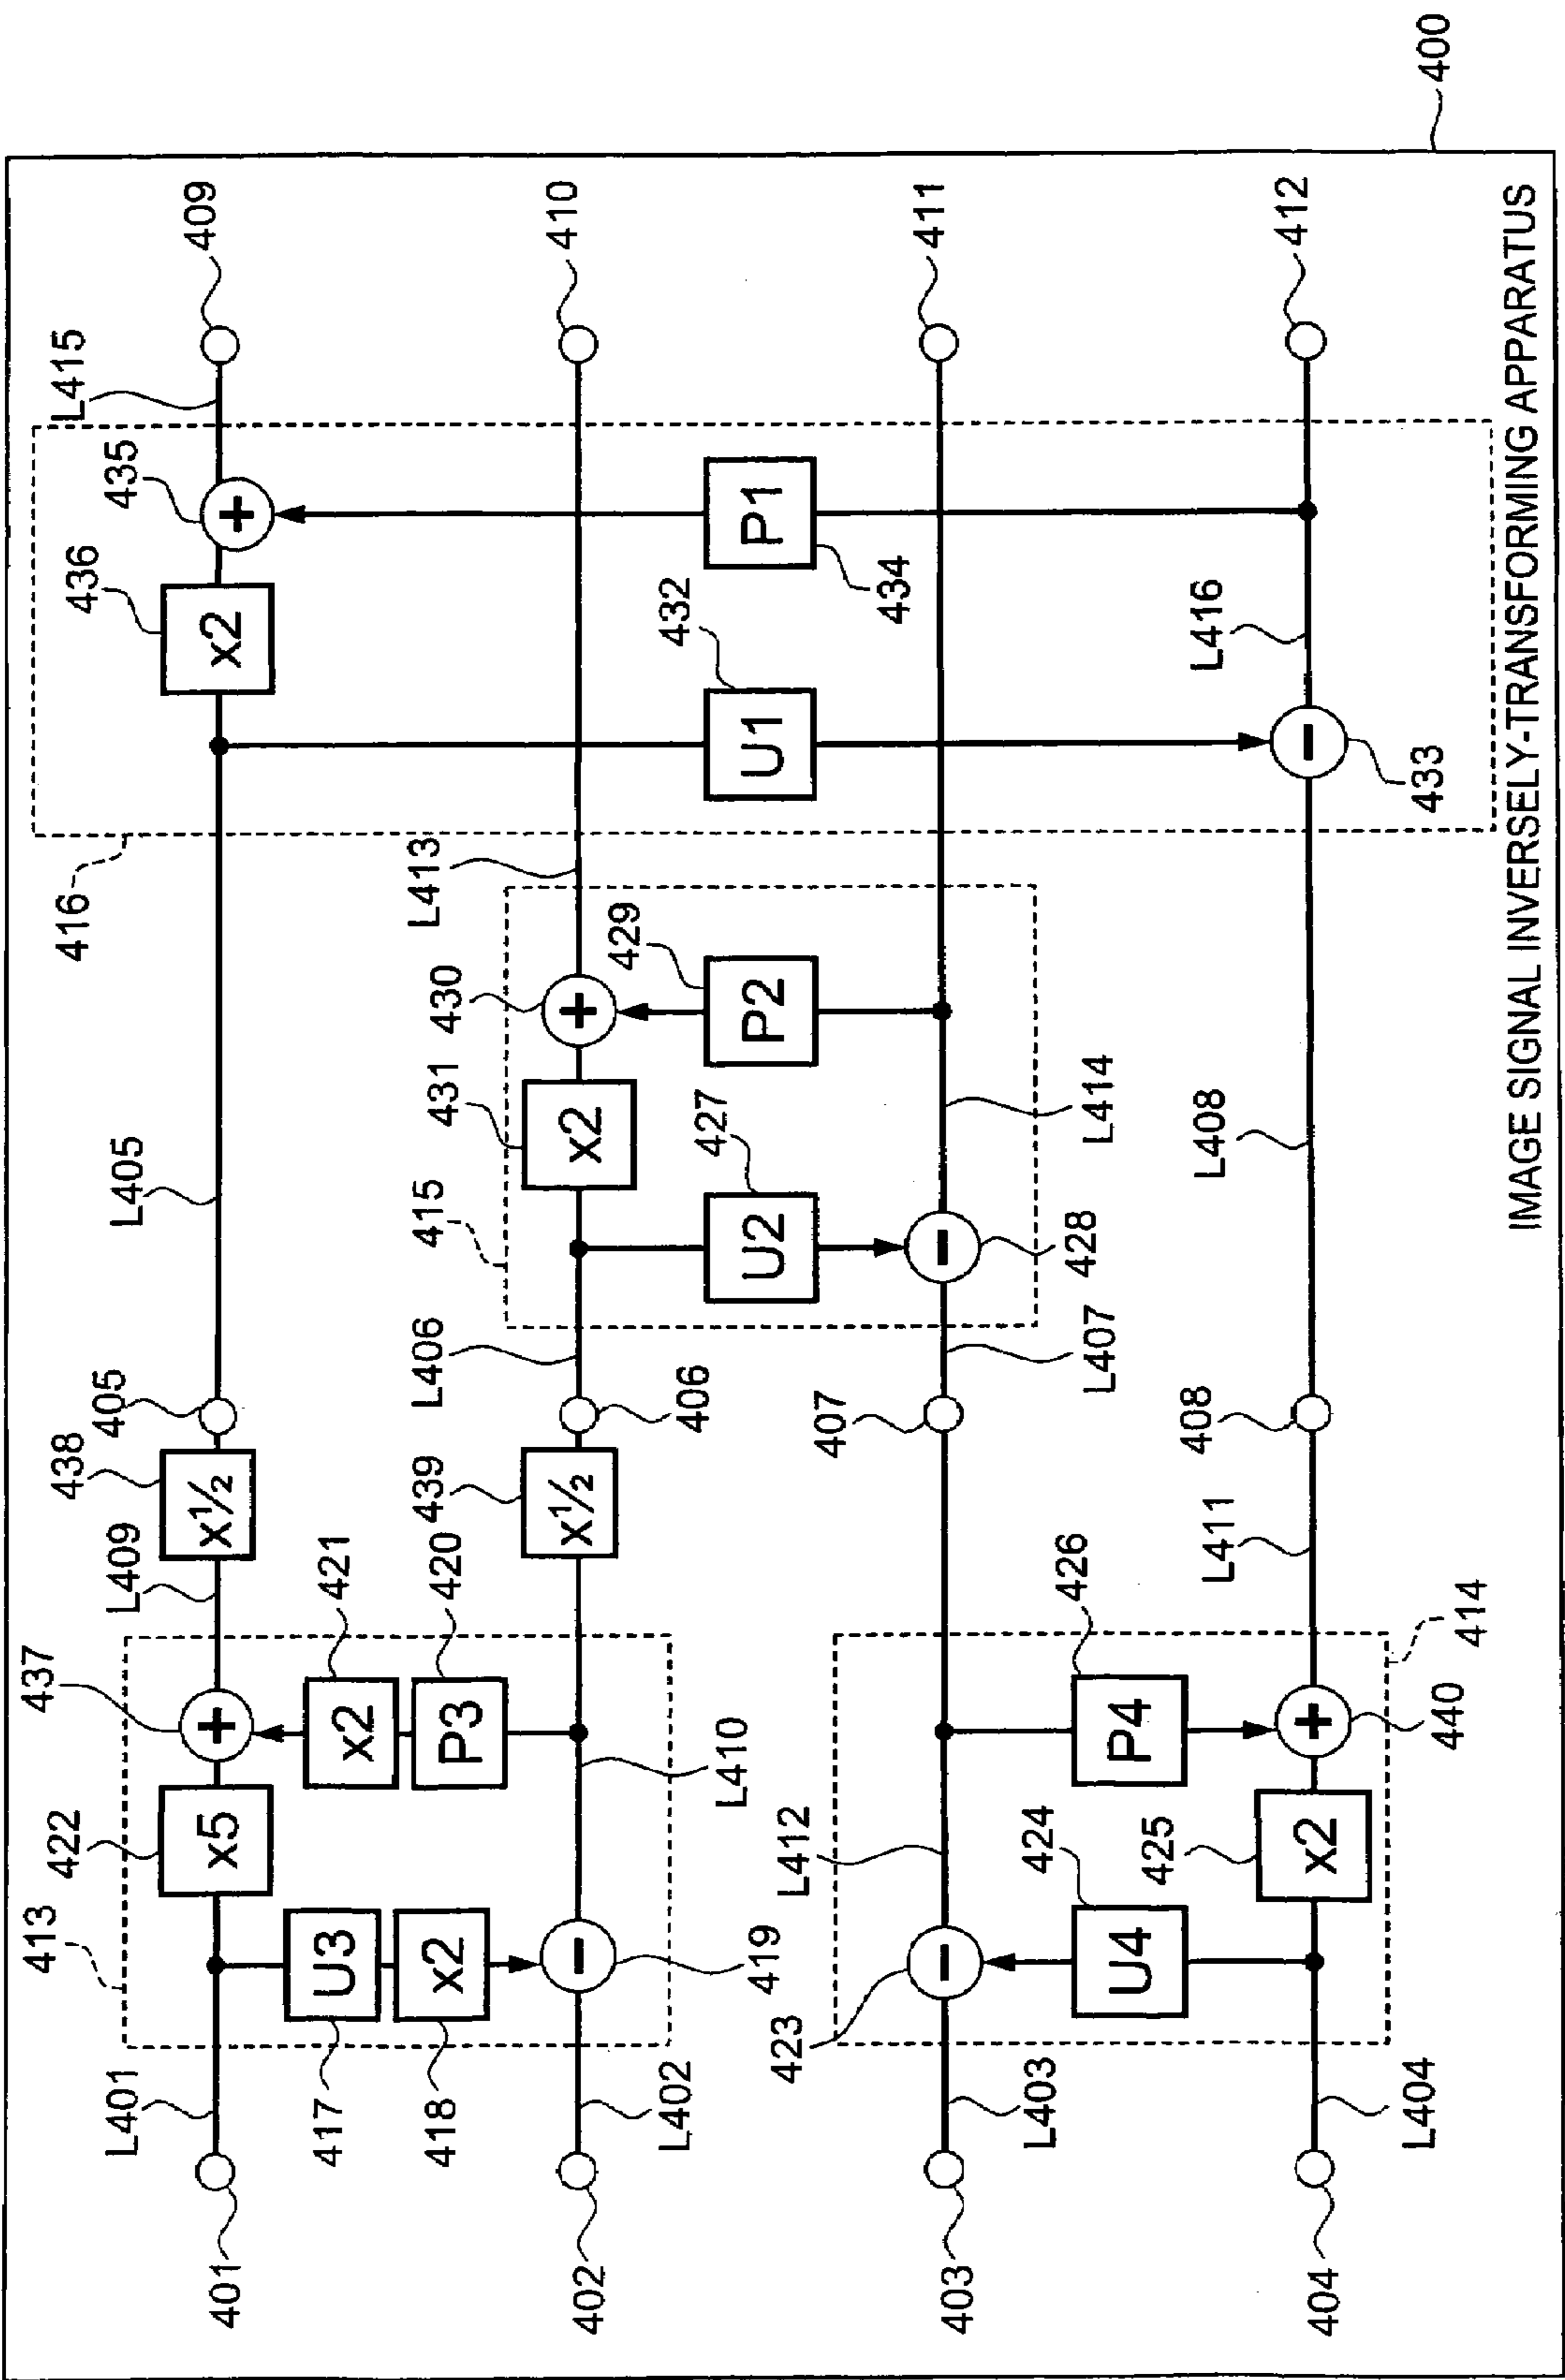 413
437
422
438
416
L415
436
L401
L409
405
L405
435
401
x5
+
x½
x2
+
409
417
U3
x2
421
418
x2
P3
420
439
L406
415
431
430
L413
402
−
x½
x2
+
410
L402
419
L410
406
427
429
432
U2
P2
U1
P1
423
L412
407
434
403
−
−
411
L403
424
426
428
L407
L414
U4
P4
425
408
L411
L408
L416
404
x2
+
−
412
L404
440
414
433
400
IMAGE SIGNAL INVERSELY-TRANSFORMING APPARATUS